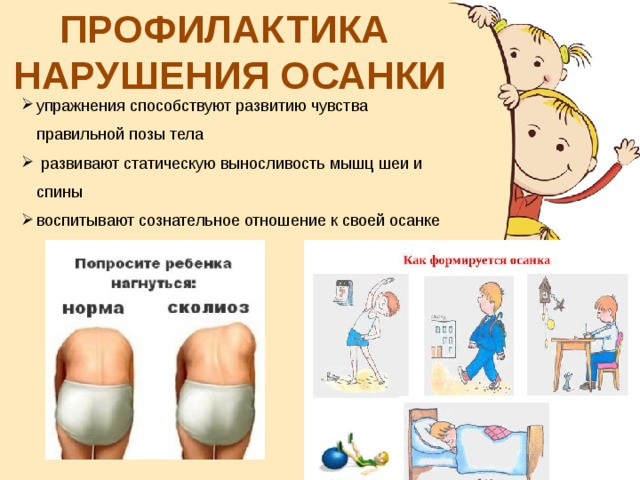 ПРОФИЛАКТИКА
НАРУШЕНИЯ ОСАНКИ
упражнения способствуют развитию чувства
правильной позы тела
развивают статическую выносливость мышц шеи и
спины
воспитывают сознательное отношение к своей осанке
Попросите ребенка
нагнуться:
норма сколиоз
Как формируется осанка